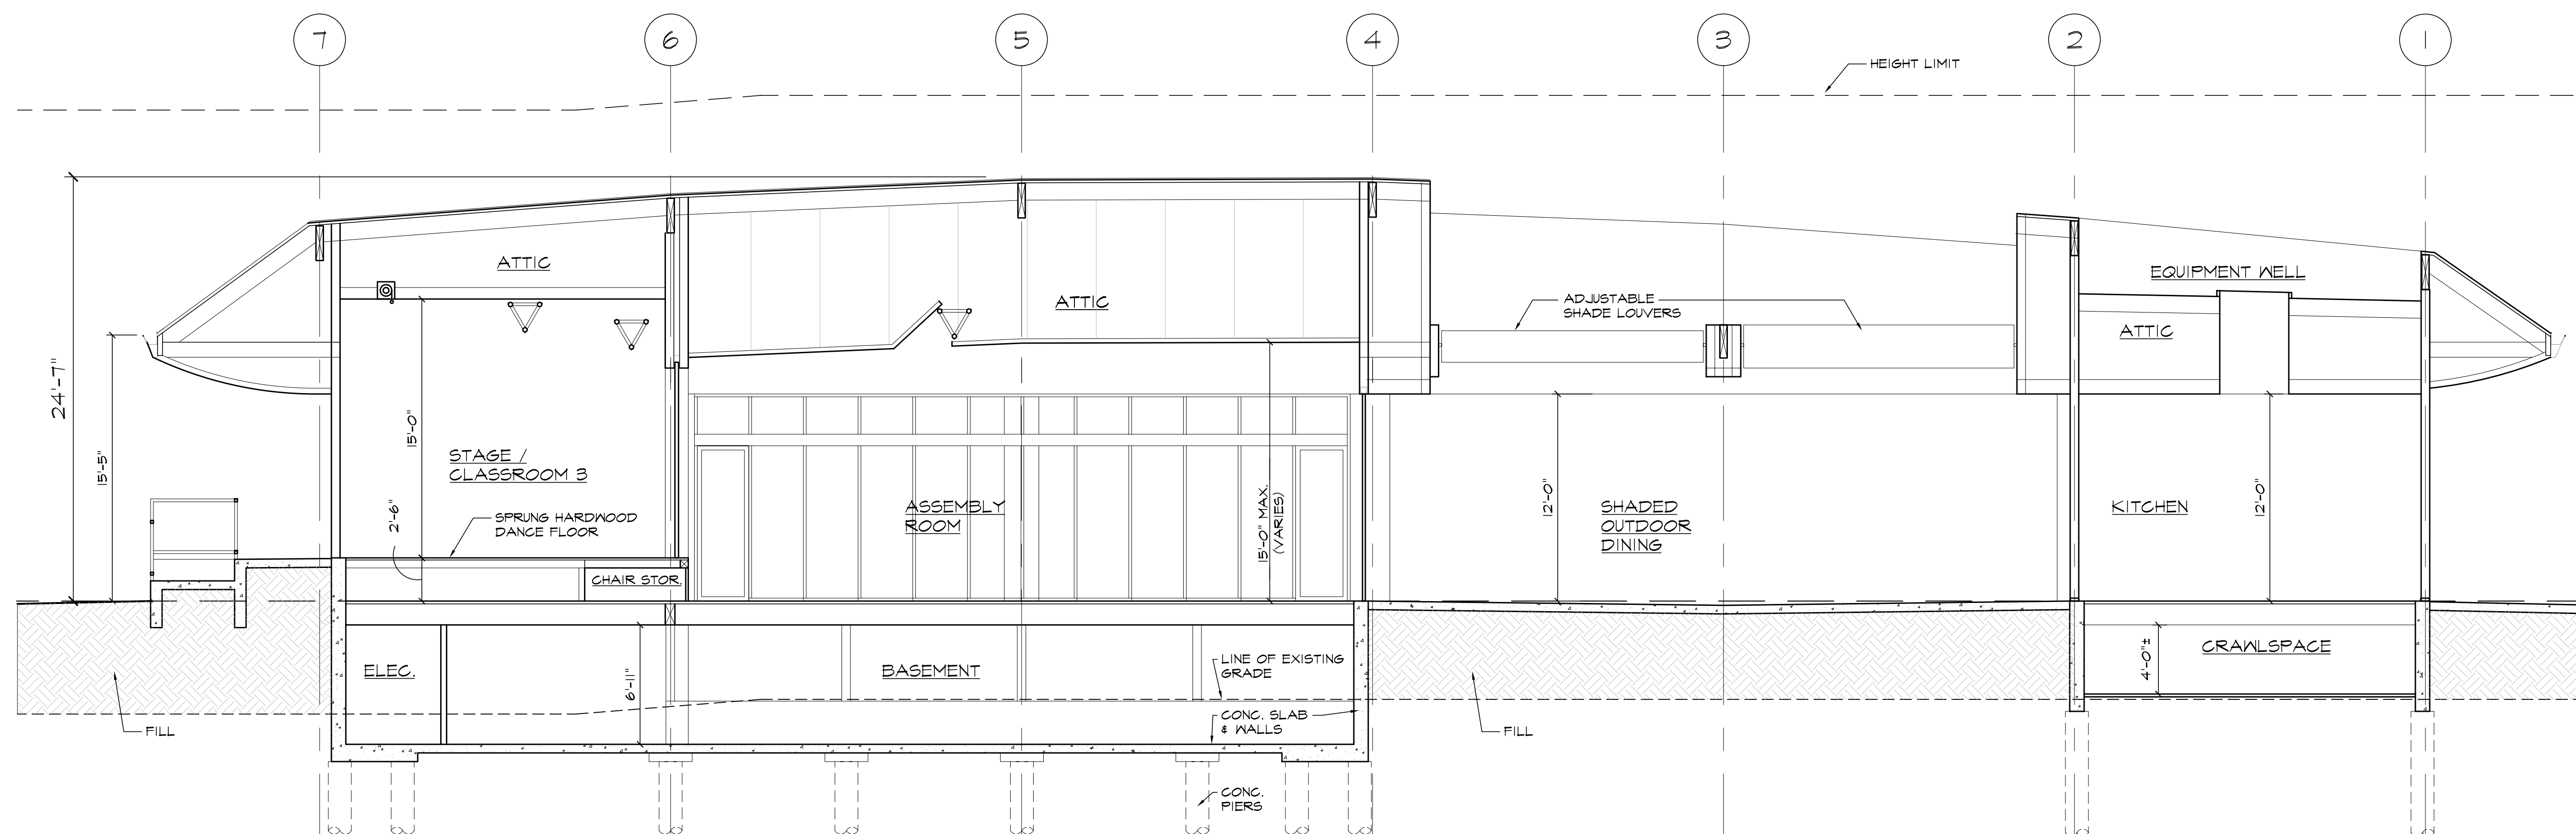 7
6
5
4
3
2
1
HEIGHT LIMIT
ATTIC
ATTIC
EQUIPMENT WELL
ATTIC
ADJUSTABLE
SHADE LOUVERS
24'-7"
15'-5"
15'-0"
STAGE /
CLASSROOM 3
2'-6"
SPRUNG HARDWOOD
DANCE FLOOR
CHAIR STOR.
ASSEMBLY
ROOM
15'-0" MAX.
(VARIES)
12'-0"
SHADED
OUTDOOR
DINING
KITCHEN
12'-0"
ELEC.
6'-11"
BASEMENT
LINE OF EXISTING
GRADE
CONC. SLAB
& WALLS
CONC.
PIERS
FILL
FILL
4'-0"±
CRAWLSPACE